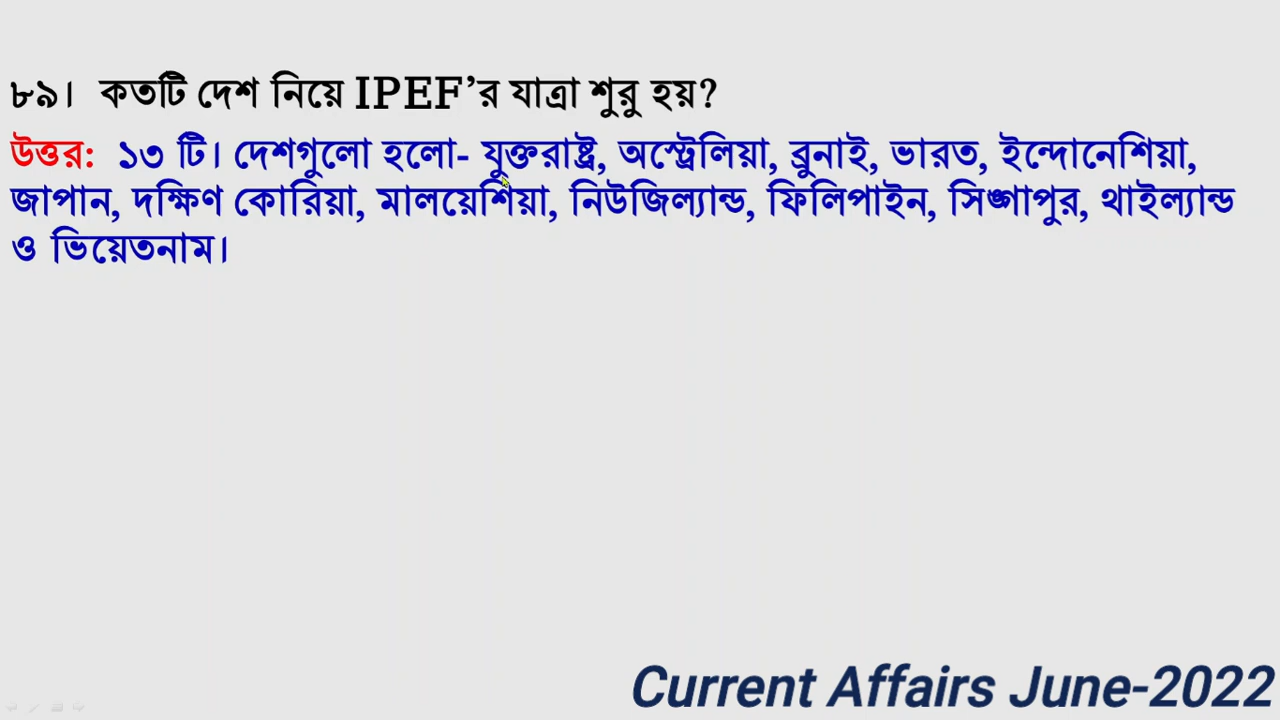 ৮৯। কতটি দেশ নিয়ে IPEF’র যাত্রা শুরু হয়?
উত্তর: ১৩ টি। দেশগুলো হলো- যুক্তরাষ্ট্র, অস্ট্রেলিয়া, ব্রুনাই, ভারত, ইন্দোনেশিয়া,
জাপান, দক্ষিণ কোরিয়া, মালয়েশিয়া, নিউজিল্যান্ড, ফিলিপাইন, সিঙ্গাপুর, থাইল্যান্ড
ও ভিয়েতনাম।
Current Affairs June-2022